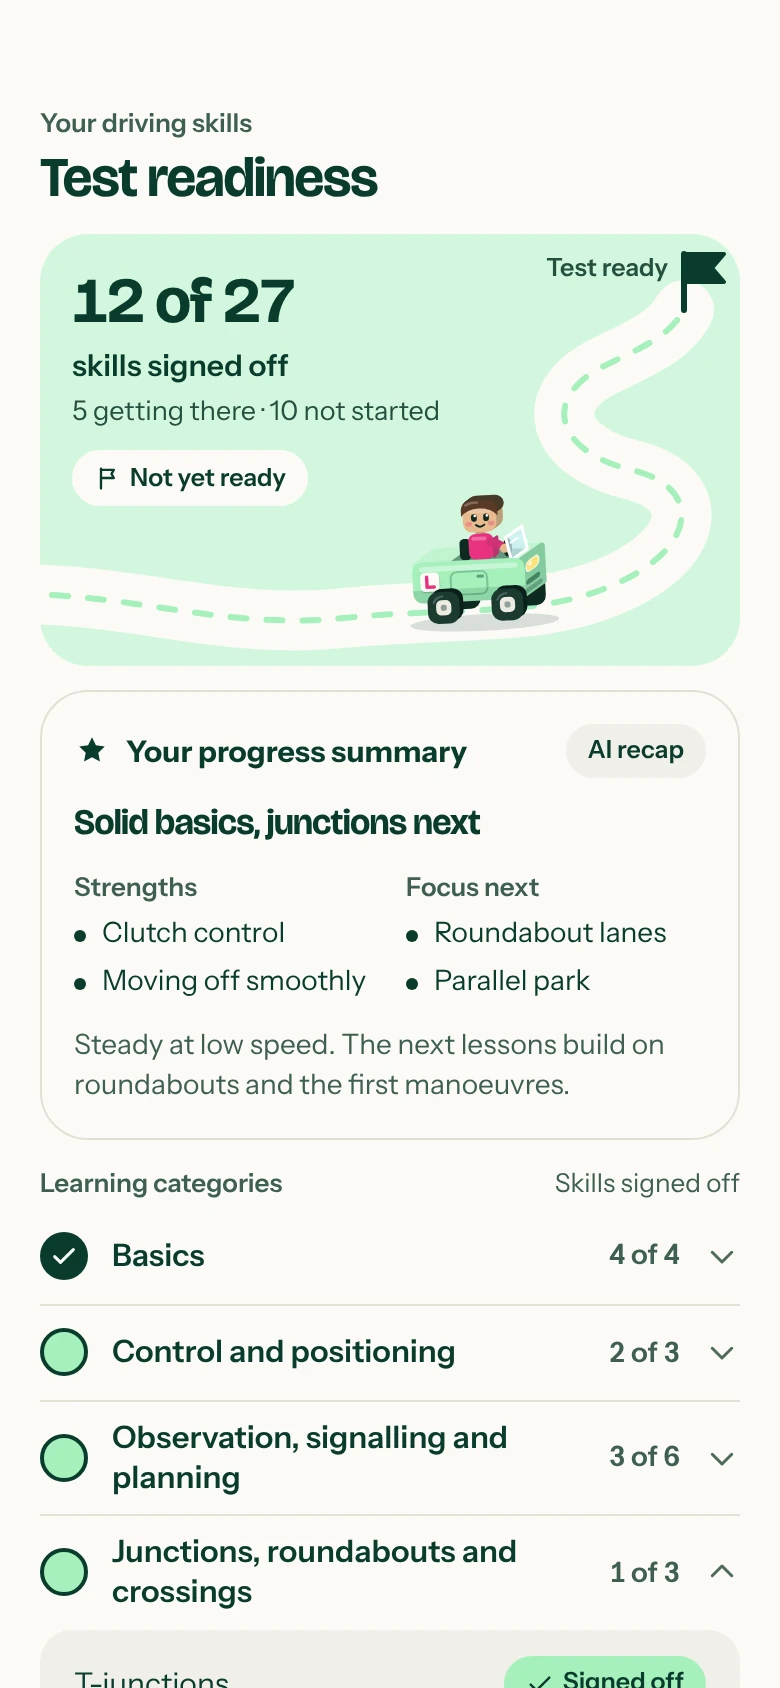 Your driving skills
Test readiness
Test ready
12 of 27
skills signed off
5 getting there · 10 not started
Not yet ready
L
Your progress summary
AI recap
Solid basics, junctions next
Strengths
Focus next
Clutch control
Roundabout lanes
Moving off smoothly
Parallel park
Steady at low speed. The next lessons build on
roundabouts and the first manoeuvres.
Learning categories
Skills signed off
Basics
4 of 4
Control and positioning
2 of 3
Observation, signalling and
planning
3 of 6
Junctions, roundabouts and
crossings
1 of 3
T-junctions
Signed off